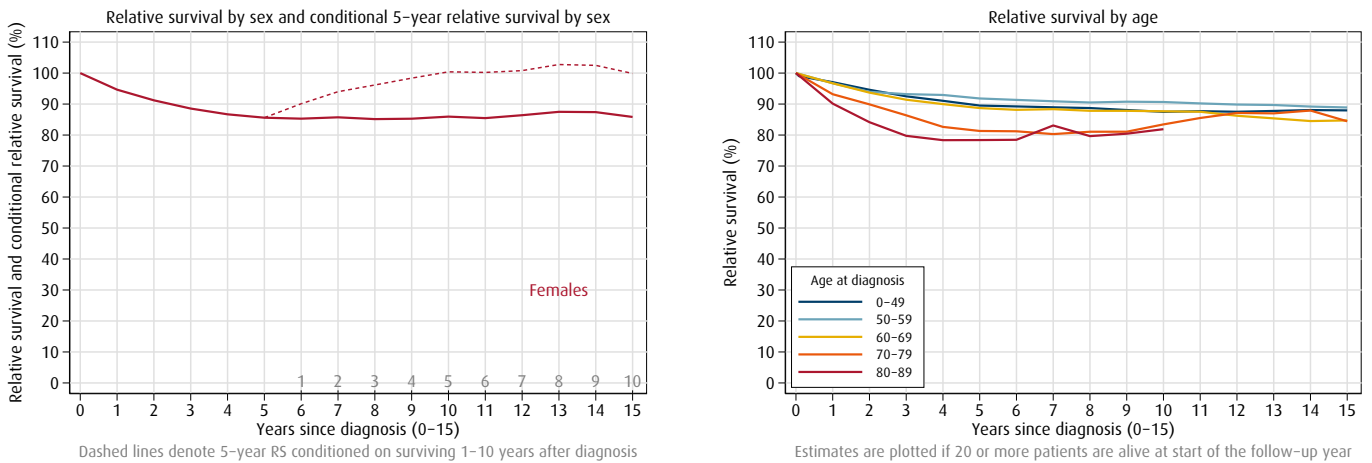 Relative survival by sex and conditional 5–year relative survival by sex
Relative survival and conditional relative survival (%)
110
100
90
80
70
60
50
40
30
20
10
0
Females
1 2 3 4 5 6 7 8 9 10
0 1 2 3 4 5 6 7 8 9 10 11 12 13 14 15
Years since diagnosis (0–15)
Dashed lines denote 5–year RS conditioned on surviving 1–10 years after diagnosis
Relative survival by age
Relative survival (%)
110
100
90
80
70
60
50
40
30
20
10
0
Age at diagnosis
0–49
50–59
60–69
70–79
80–89
0 1 2 3 4 5 6 7 8 9 10 11 12 13 14 15
Years since diagnosis (0–15)
Estimates are plotted if 20 or more patients are alive at start of the follow–up year